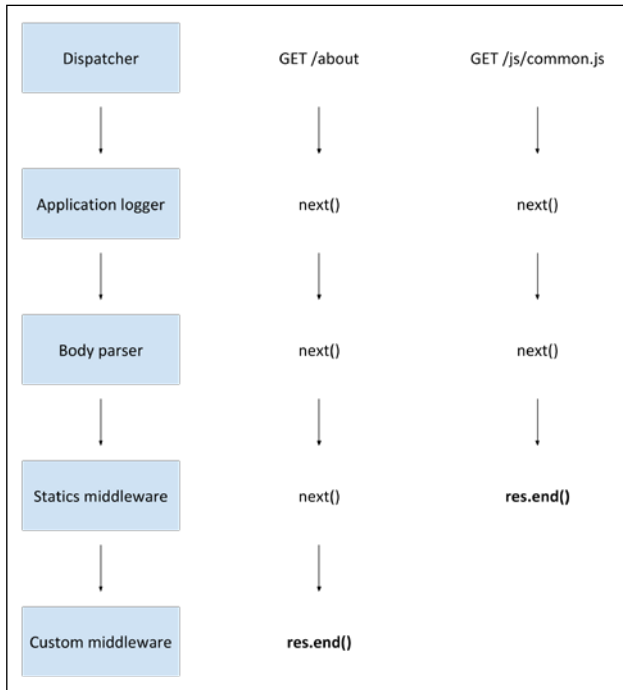 Dispatcher GET /about GET /js/common.js
Application logger next() next()
Body parser next() next()
Statics middleware next() res.end()
Custom middleware res.end()